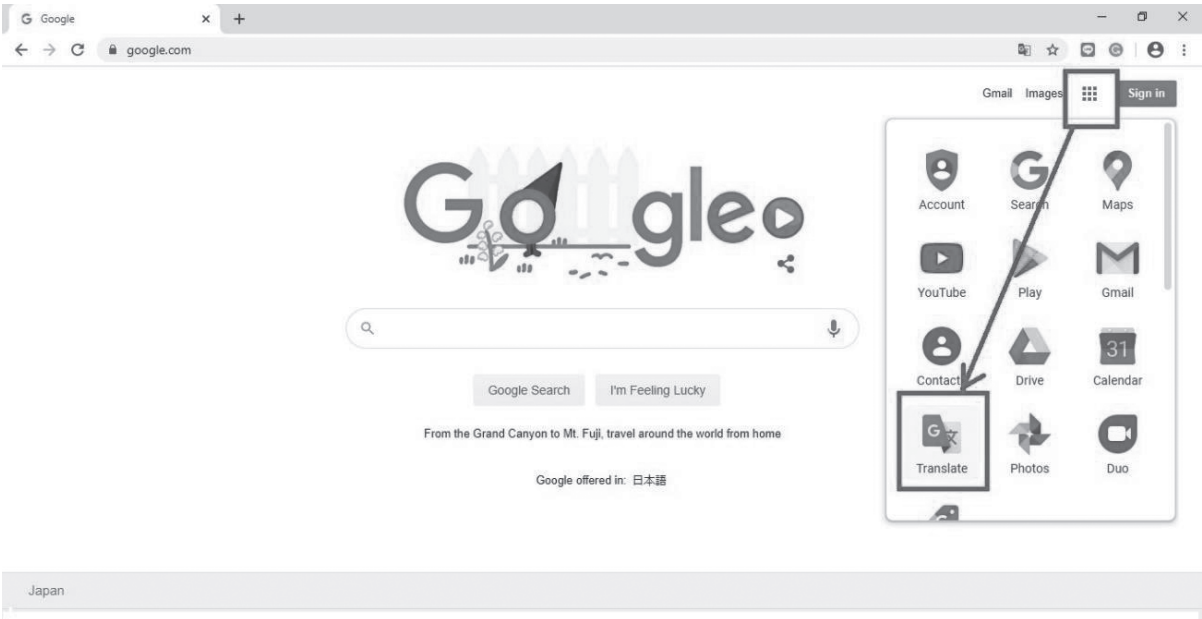 G Google
google.com
Gmail Images Sign in
Google
Account Search Maps
YouTube Play Gmail
Contacts Drive 31 Calendar
Google Search I'm Feeling Lucky
From the Grand Canyon to Mt. Fuji, travel around the world from home
G 文
Translate Photos Duo
Google offered in: 日本語
G
Japan